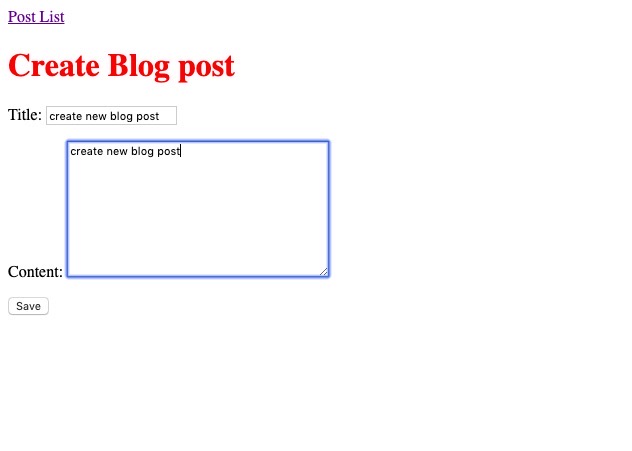 Post List
Create Blog post
Title: create new blog post
create new blog post
Content:
Save